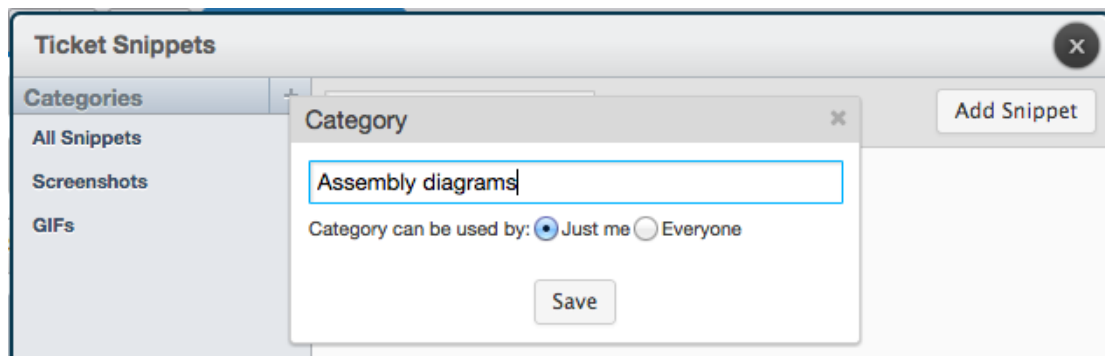 Ticket Snippets
Categories
+
Add Snippet
All Snippets
Screenshots
GIFs
Category
Assembly diagrams
Category can be used by: Just me Everyone
Save